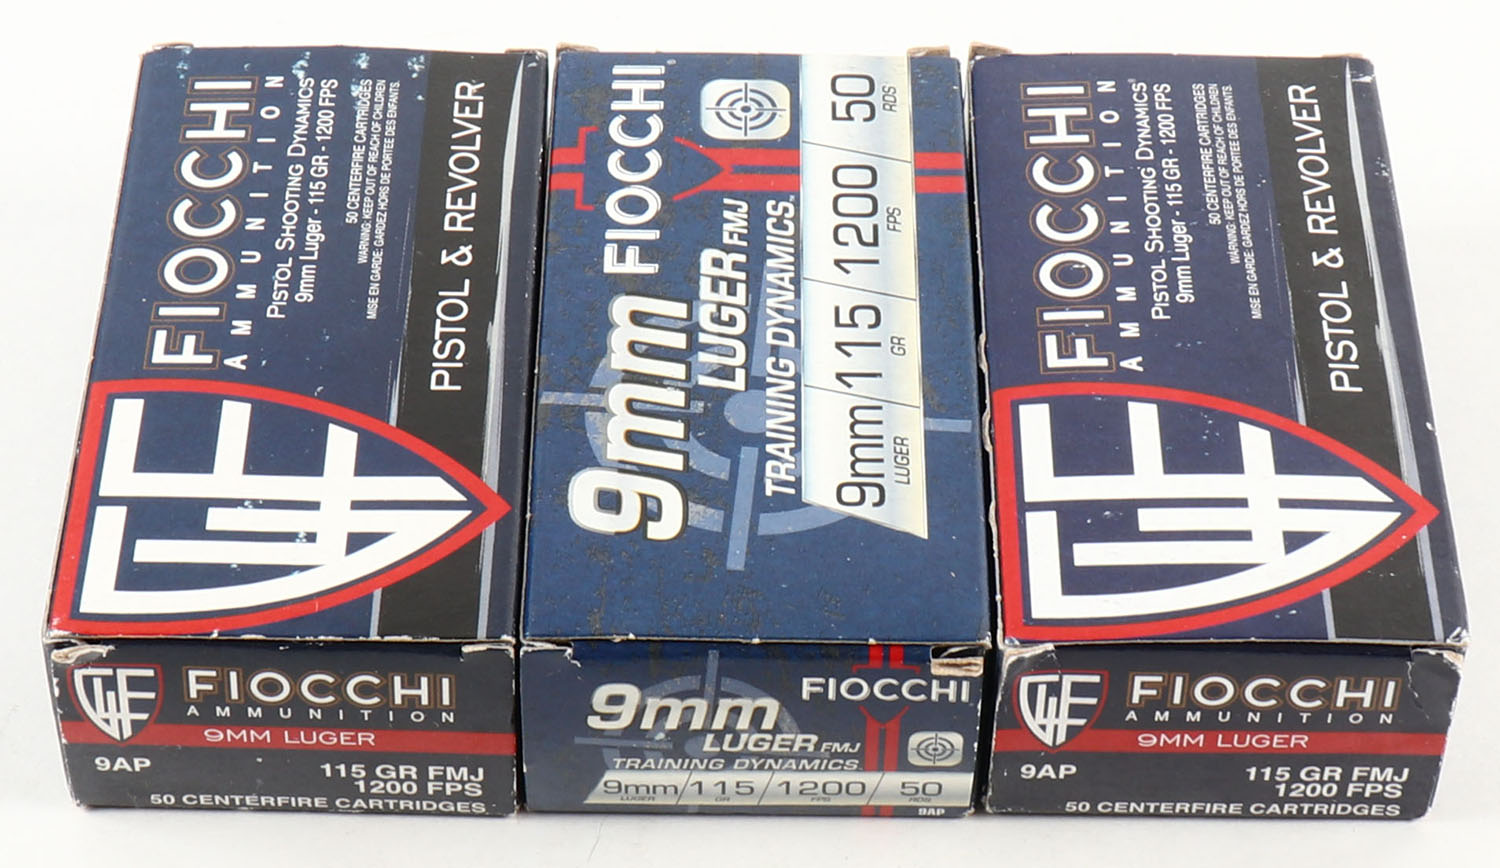 FIOCCHI
AMMUNITION
PISTOL SHOOTING DYNAMICS
9mm Luger - 115 GR - 1200 FPS
50 CENTERFIRE CARTRIDGES
WARNING: KEEP OUT OF REACH OF CHILDREN
MISE EN GARDE: GARDEZ HORS DE PORTEE DES ENFANTS.
PISTOL & REVOLVER
FIOCCHI
AMMUNITION
9MM LUGER
9AP
115 GR FMJ
1200 FPS
50 CENTERFIRE CARTRIDGES
9mm FIOCCHI
LUGER FMJ
TRAINING DYNAMICS™
9mm 115 1200 50
LUGER GR FPS RDS
FIOCCHI
9mm
LUGER FMJ
TRAINING DYNAMICS
9mm 115 1200 50
LUGER GR FPS RDS
9AP
FIOCCHI
AMMUNITION
PISTOL SHOOTING DYNAMICS®
9mm Luger - 115 GR - 1200 FPS
50 CENTERFIRE CARTRIDGES
WARNING: KEEP OUT OF REACH OF CHILDREN
MISE EN GARDE: GARDEZ HORS DE PORTEE DES ENFANTS.
PISTOL & REVOLVER
FIOCCHI
AMMUNITION
9MM LUGER
9AP
115 GR FMJ
1200 FPS
50 CENTERFIRE CARTRIDGES